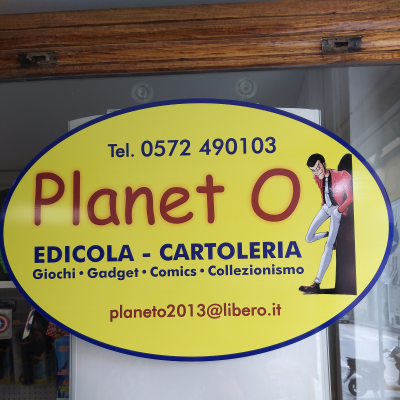 Tel. 0572 490103
Planet O
EDICOLA - CARTOLERIA
Giochi • Gadget • Comics • Collezionismo
planeto2013@libero.it